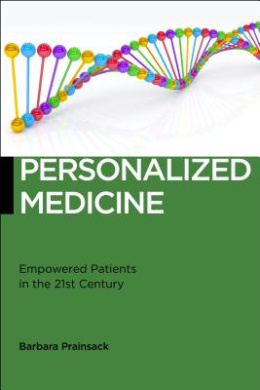 PERSONALIZED
MEDICINE
Empowered Patients
in the 21st Century
Barbara Prainsack